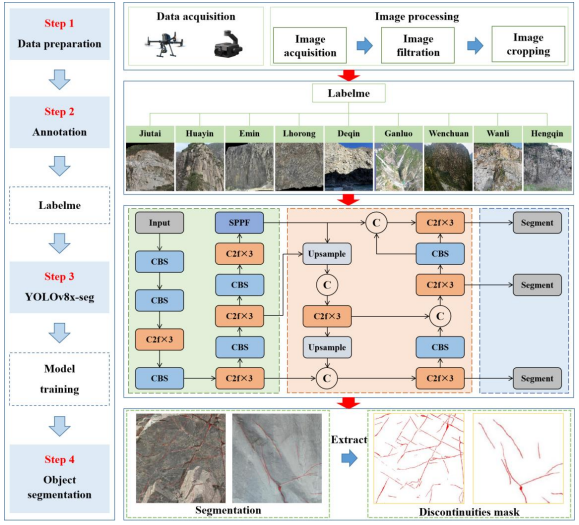 Step 1
Data preparation
Step 2
Annotation
Labelme
Step 3
YOLOv8x-seg
Model
training
Step 4
Object
segmentation
Data acquisition
Image processing
Image
acquisition
Image
filtration
Image
cropping
Labelme
Jiutai
Huayin
Emin
Lhorong
Deqin
Ganluo
Wenchuan
Wanli
Hengqin
Input
CBS
CBS
C2f×3
CBS
SPPF
C2f×3
CBS
C2f×3
CBS
C2f×3
C
Upsample
C
C2f×3
Upsample
C
C2f×3
CBS
C2f×3
C
CBS
C2f×3
Segment
Segment
Segment
Segmentation
Extract
Discontinuities mask